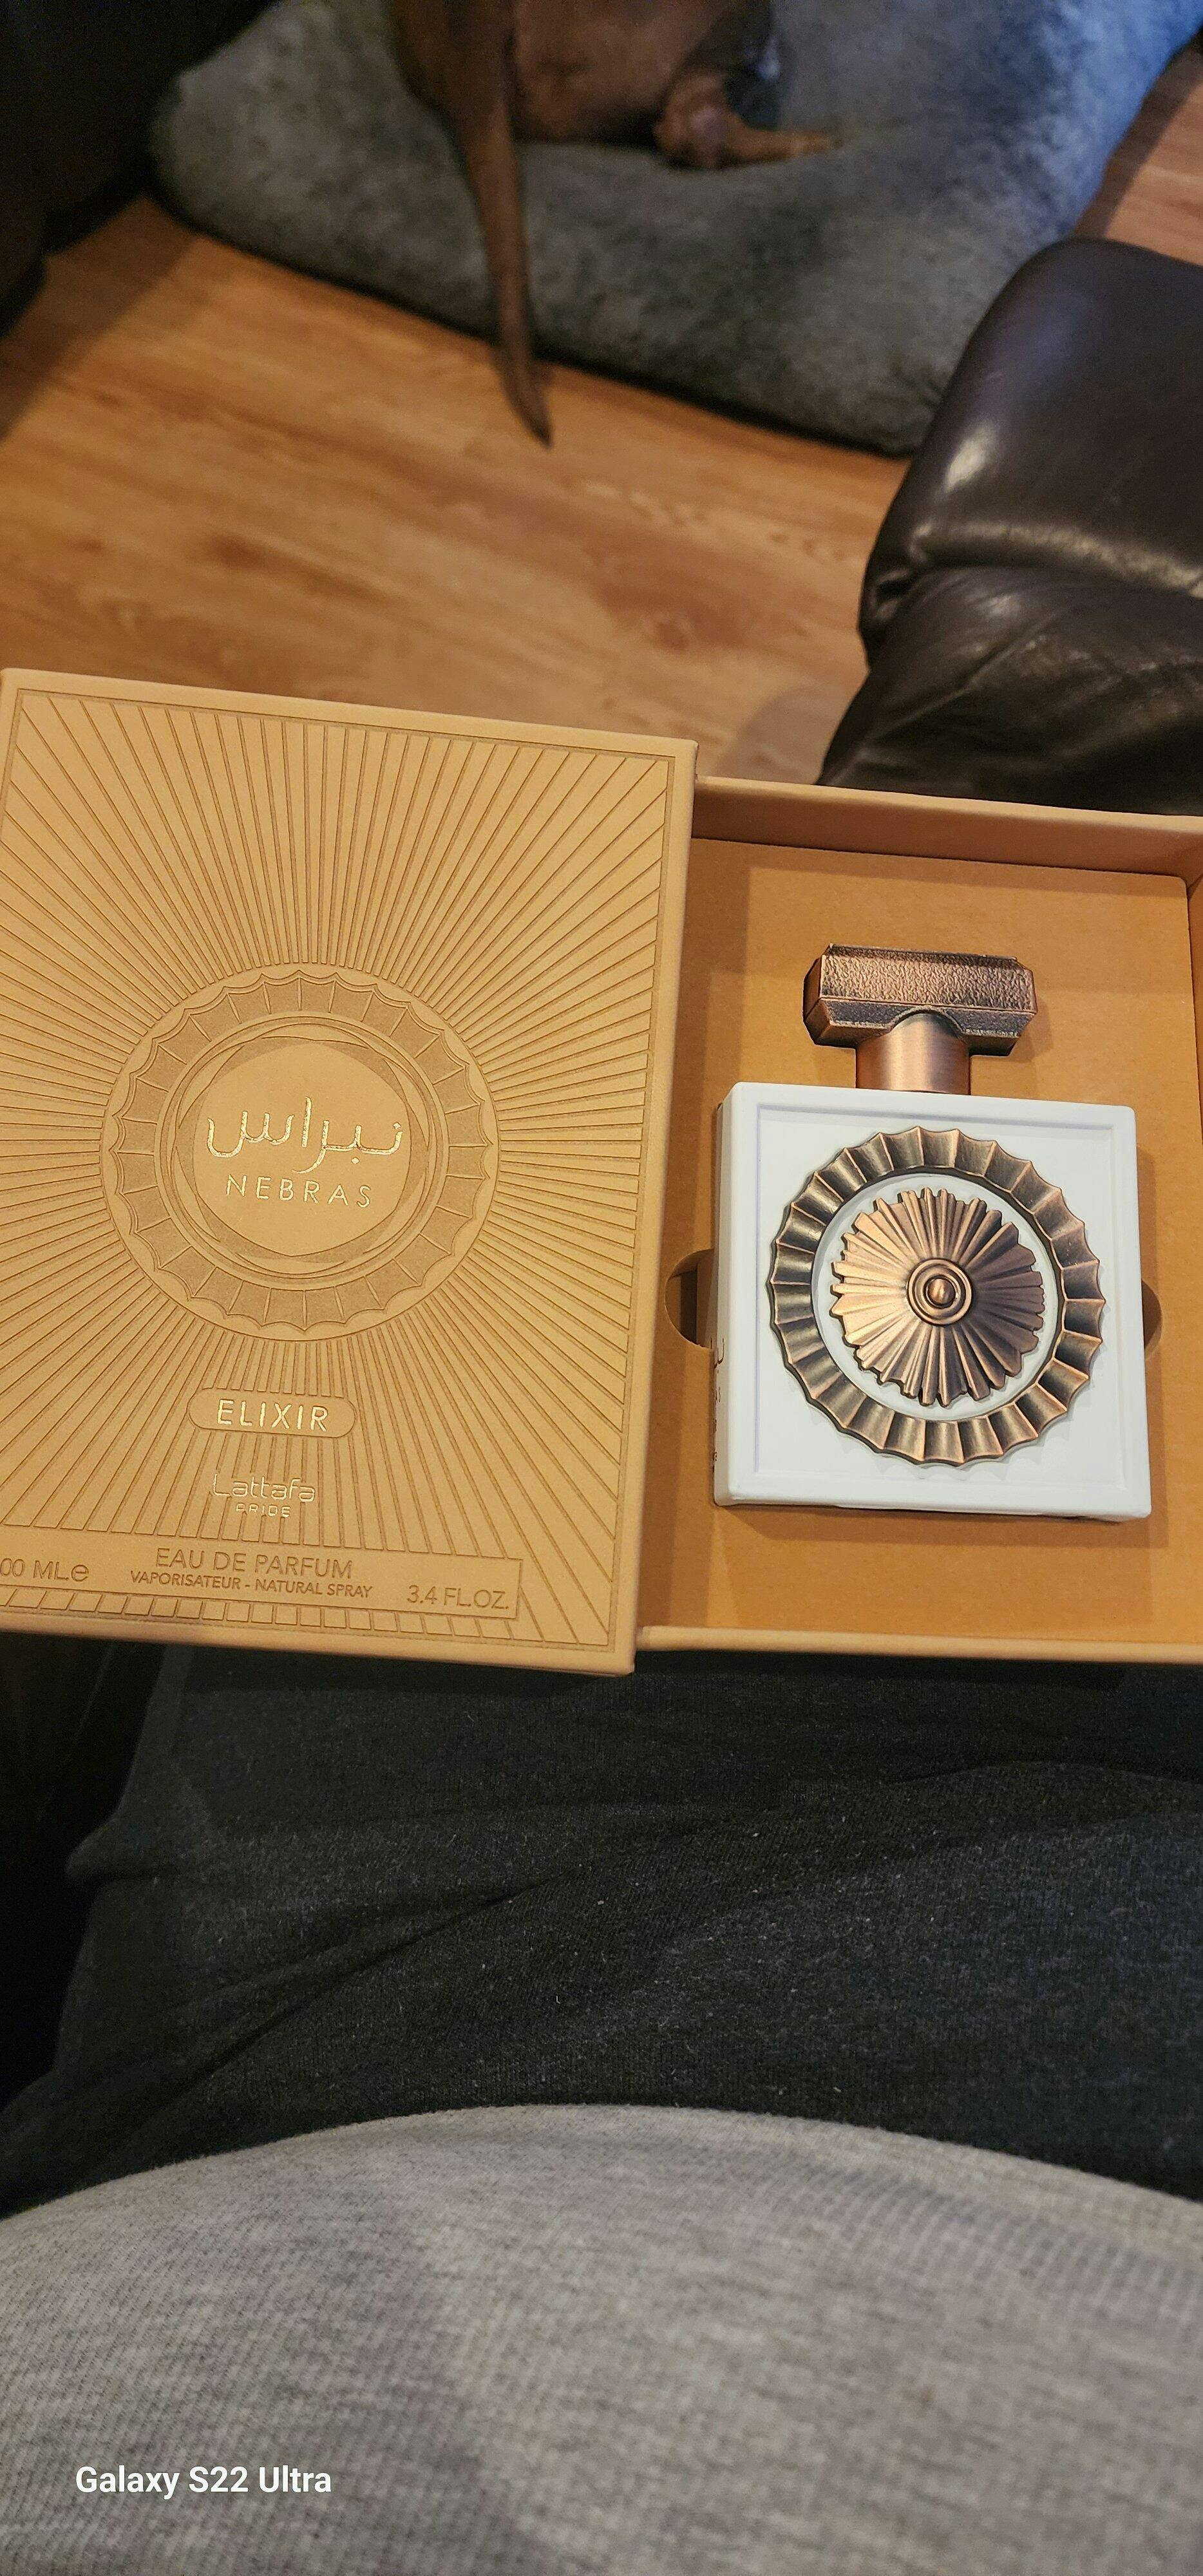 نبراس
NEBRAS
ELIXIR
Lattafa
PRIDE
00 MLe
EAU DE PARFUM
VAPORISATEUR - NATURAL SPRAY
3.4 FL.OZ.
Galaxy S22 Ultra